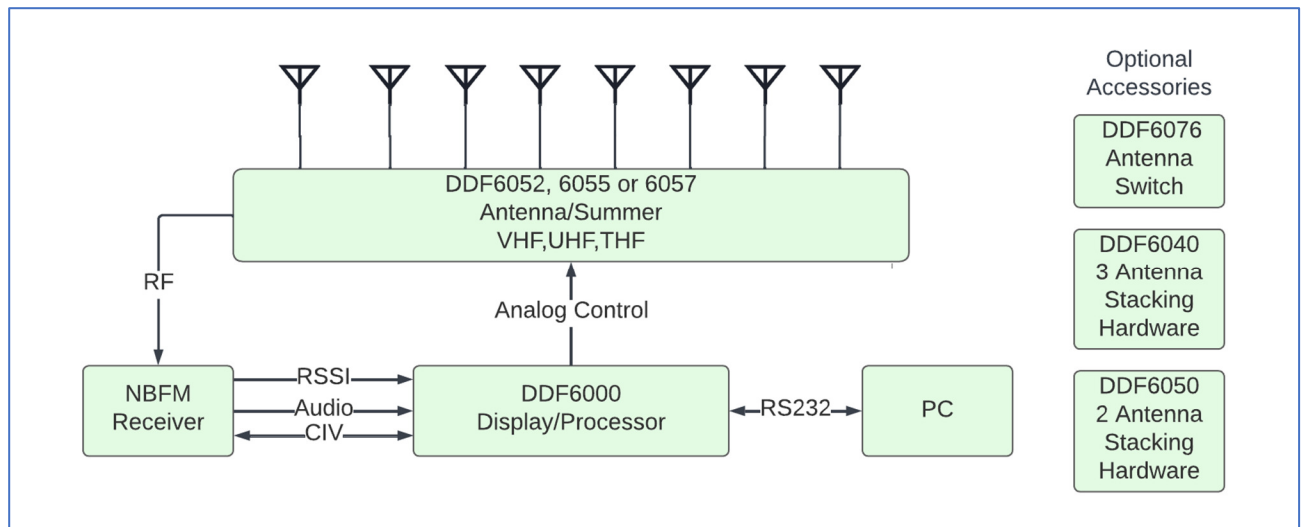 Optional
Accessories
DDF6076
Antenna
Switch
DDF6052, 6055 or 6057
Antenna/Summer
VHF,UHF,THF
DDF6040
3 Antenna
Stacking
Hardware
RF
Analog Control
NBFM
Receiver
RSSI
Audio
CIV
DDF6000
Display/Processor
RS232
PC
DDF6050
2 Antenna
Stacking
Hardware